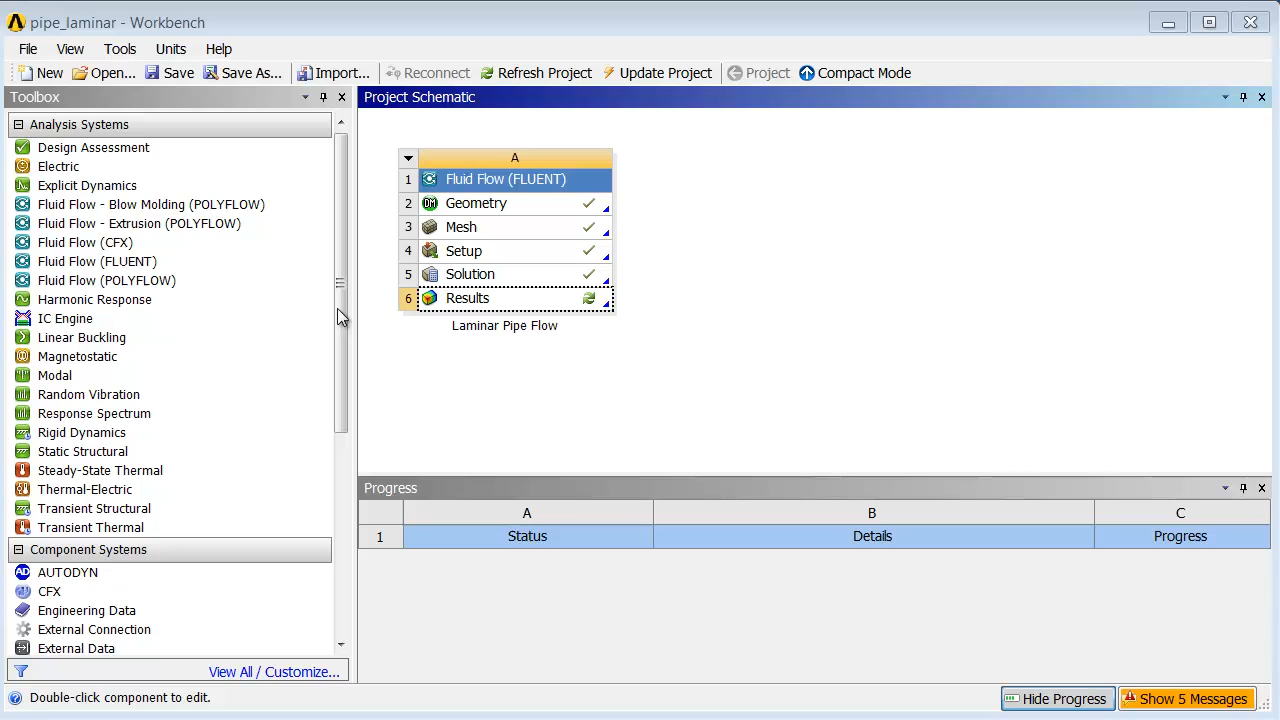 pipe_laminar - Workbench
File View Tools Units Help
New Open... Save Save As... Import... Reconnect Refresh Project Update Project Project Compact Mode
Toolbox
Analysis Systems
Design Assessment
Electric
Explicit Dynamics
Fluid Flow - Blow Molding (POLYFLOW)
Fluid Flow - Extrusion (POLYFLOW)
Fluid Flow (CFX)
Fluid Flow (FLUENT)
Fluid Flow (POLYFLOW)
Harmonic Response
IC Engine
Linear Buckling
Magnetostatic
Modal
Random Vibration
Response Spectrum
Rigid Dynamics
Static Structural
Steady-State Thermal
Thermal-Electric
Transient Structural
Transient Thermal
Component Systems
AUTODYN
CFX
Engineering Data
External Connection
External Data
View All / Customize...
Project Schematic
A
1 Fluid Flow (FLUENT)
2 DM Geometry
3 Mesh
4 Setup
5 Solution
6 Results
Laminar Pipe Flow
Progress
A B C
1 Status Details Progress
Double-click component to edit.
Hide Progress Show 5 Messages